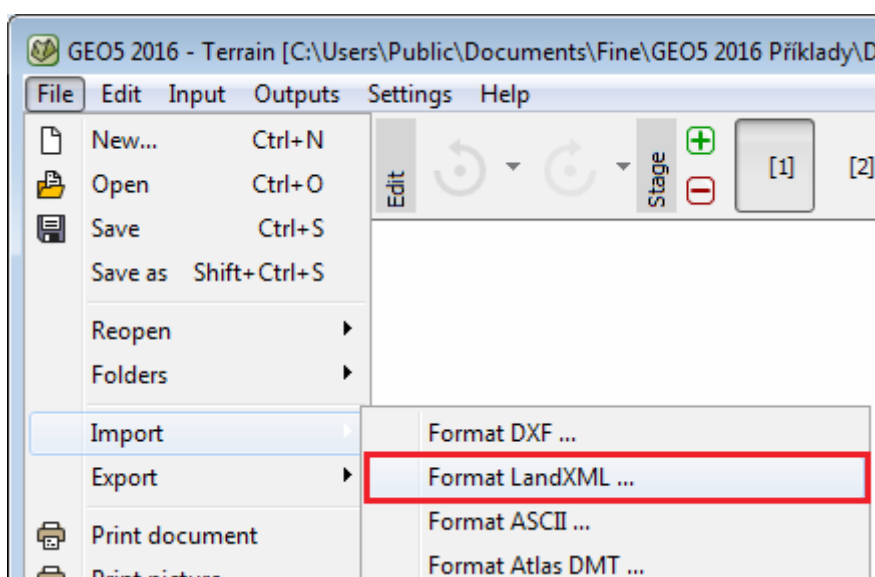 GEO5 2016 - Terrain [C:\Users\Public\Documents\Fine\GEO5 2016 Příklady\D
File Edit Input Outputs Settings Help
New... Ctrl+N
Open Ctrl+O
Save Ctrl+S
Save as Shift+Ctrl+S
Reopen
Folders
Import
Export
Print document
Print picture
Edit
Stage
[1] [2]
Format DXF ...
Format LandXML ...
Format ASCII ...
Format Atlas DMT ...